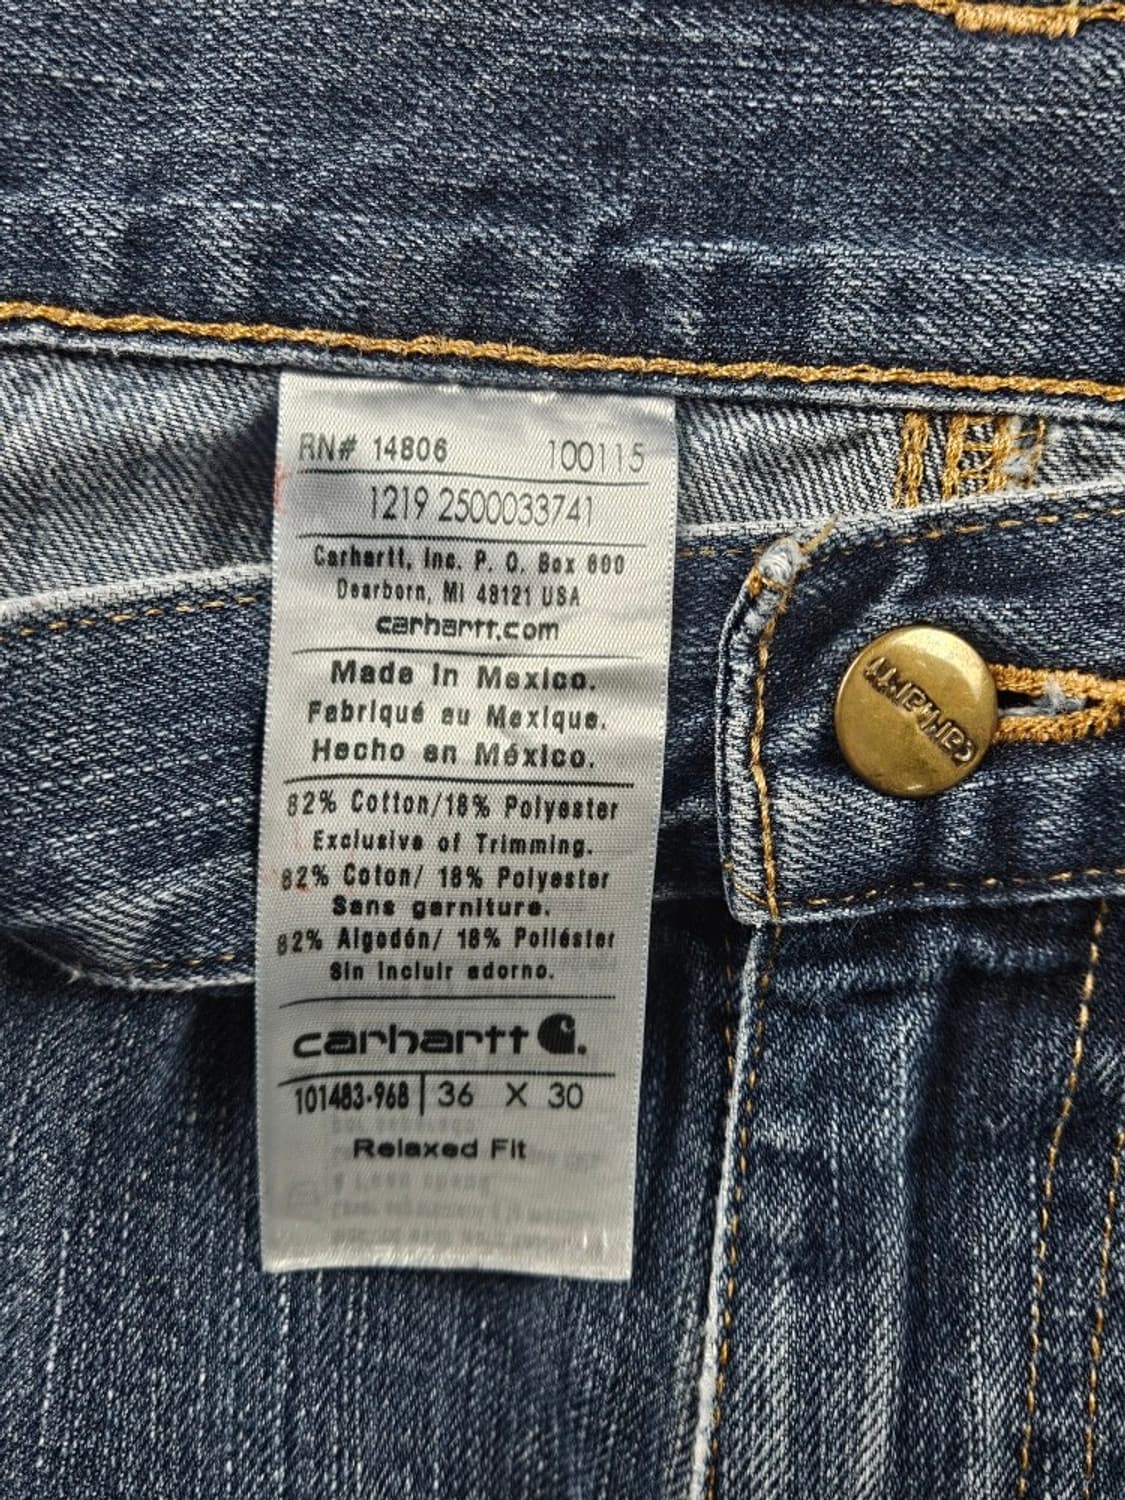 RN# 14806 100115
1219 2500033741
Carhartt, Inc. P. O. Box 600
Dearborn, MI 48121 USA
carhartt.com
Made In Mexico.
Fabriqué au Mexique.
Hecho en México.
82% Cotton/18% Polyester
Exclusive of Trimming.
82% Coton/ 18% Polyester
Sans garniture.
82% Algodón/ 18% Poliéster
Sin incluir adorno.
carhartt
101483-968 | 36 X 30
Relaxed Fit
carhartt